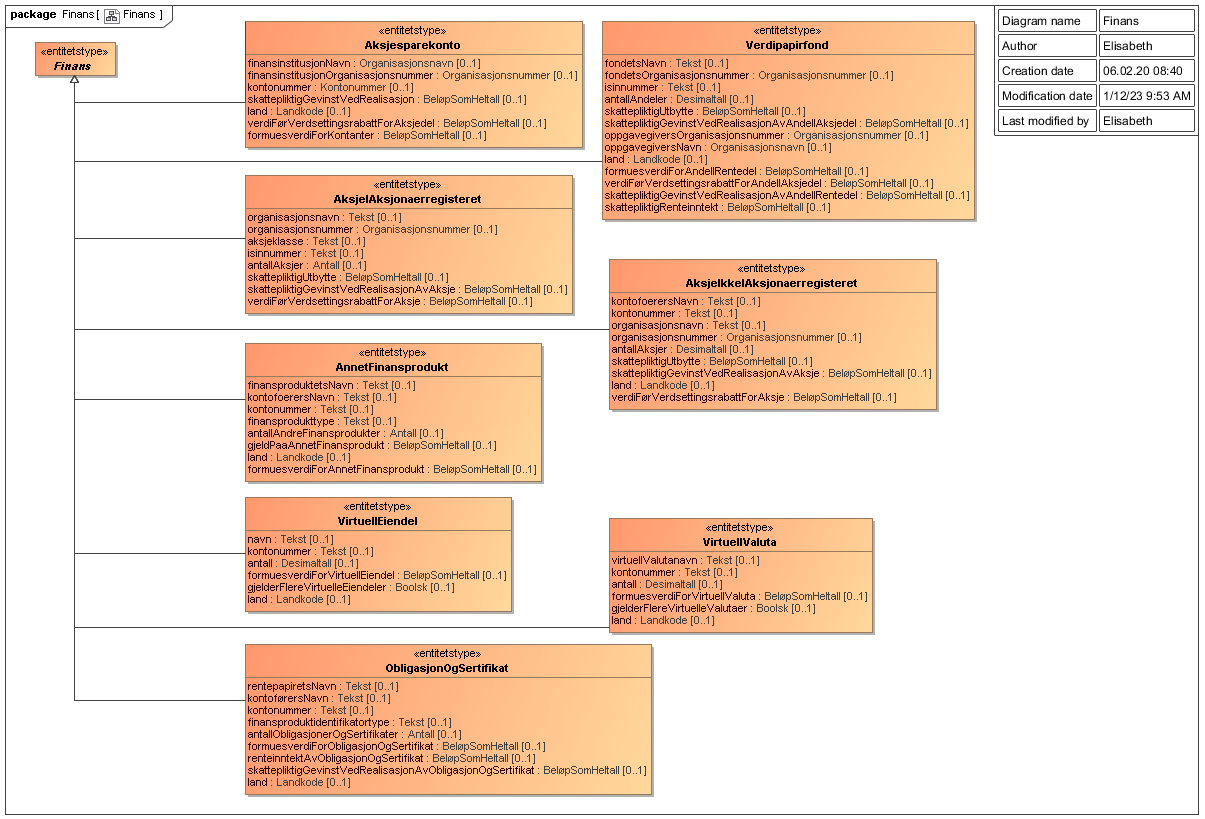 package Finans [ Finans ]
«entitetstype»
Finans
«entitetstype»
Aksjesparekonto
finansinstitusjonNavn : Organisasjonsnavn [0..1]
finansinstitusjonOrganisasjonsnummer : Organisasjonsnummer [0..1]
kontonummer : Kontonummer [0..1]
skattepliktigGevinstVedRealisasjon : BeløpSomHeltall [0..1]
land : Landkode [0..1]
verdiFørVerdsettingsrabattForAksjedel : BeløpSomHeltall [0..1]
formuesverdiForKontanter : BeløpSomHeltall [0..1]
«entitetstype»
Verdipapirfond
fondetsNavn : Tekst [0..1]
fondetsOrganisasjonsnummer : Organisasjonsnummer [0..1]
isinnummer : Tekst [0..1]
antallAndeler : Desimaltall [0..1]
skattepliktigUtbytte : BeløpSomHeltall [0..1]
skattepliktigGevinstVedRealisasjonAvAndelIAksjedel : BeløpSomHeltall [0..1]
oppgavegiversOrganisasjonsnummer : Organisasjonsnummer [0..1]
oppgavegiversNavn : Organisasjonsnavn [0..1]
land : Landkode [0..1]
formuesverdiForAndelIRentedel : BeløpSomHeltall [0..1]
verdiFørVerdsettingsrabattForAndelIAksjedel : BeløpSomHeltall [0..1]
skattepliktigGevinstVedRealisasjonAvAndelIRentedel : BeløpSomHeltall [0..1]
skattepliktigRenteinntekt : BeløpSomHeltall [0..1]
Diagram name Finans
Author Elisabeth
Creation date 06.02.20 08:40
Modification date 1/12/23 9:53 AM
Last modified by Elisabeth
«entitetstype»
AksjeIAksjonaerregisteret
organisasjonsnavn : Tekst [0..1]
organisasjonsnummer : Organisasjonsnummer [0..1]
aksjeklasse : Tekst [0..1]
isinnummer : Tekst [0..1]
antallAksjer : Antall [0..1]
skattepliktigUtbytte : BeløpSomHeltall [0..1]
skattepliktigGevinstVedRealisasjonAvAksje : BeløpSomHeltall [0..1]
verdiFørVerdsettingsrabattForAksje : BeløpSomHeltall [0..1]
«entitetstype»
AksjeIkkeIAksjonaerregisteret
kontofoerersNavn : Tekst [0..1]
kontonummer : Tekst [0..1]
organisasjonsnavn : Tekst [0..1]
organisasjonsnummer : Organisasjonsnummer [0..1]
antallAksjer : Desimaltall [0..1]
skattepliktigUtbytte : BeløpSomHeltall [0..1]
skattepliktigGevinstVedRealisasjonAvAksje : BeløpSomHeltall [0..1]
land : Landkode [0..1]
verdiFørVerdsettingsrabattForAksje : BeløpSomHeltall [0..1]
«entitetstype»
AnnetFinansprodukt
finansproduktetsNavn : Tekst [0..1]
kontofoerersNavn : Tekst [0..1]
kontonummer : Tekst [0..1]
finansprodukttype : Tekst [0..1]
antallAndreFinansprodukter : Antall [0..1]
gjeldPaaAnnetFinansprodukt : BeløpSomHeltall [0..1]
land : Landkode [0..1]
formuesverdiForAnnetFinansprodukt : BeløpSomHeltall [0..1]
«entitetstype»
VirtuellEiendel
navn : Tekst [0..1]
kontonummer : Tekst [0..1]
antall : Desimaltall [0..1]
formuesverdiForVirtuellEiendel : BeløpSomHeltall [0..1]
gjelderFlereVirtuelleEiendeler : Boolsk [0..1]
land : Landkode [0..1]
«entitetstype»
VirtuellValuta
virtuellValutanavn : Tekst [0..1]
kontonummer : Tekst [0..1]
antall : Desimaltall [0..1]
formuesverdiForVirtuellValuta : BeløpSomHeltall [0..1]
gjelderFlereVirtuelleValutaer : Boolsk [0..1]
land : Landkode [0..1]
«entitetstype»
ObligasjonOgSertifikat
rentepapiretsNavn : Tekst [0..1]
kontoførersNavn : Tekst [0..1]
kontonummer : Tekst [0..1]
finansproduktidentifikatortype : Tekst [0..1]
antallObligasjonerOgSertifikater : Antall [0..1]
formuesverdiForObligasjonOgSertifikat : BeløpSomHeltall [0..1]
renteinntektAvObligasjonOgSertifikat : BeløpSomHeltall [0..1]
skattepliktigGevinstVedRealisasjonAvObligasjonOgSertifikat : BeløpSomHeltall [0..1]
land : Landkode [0..1]